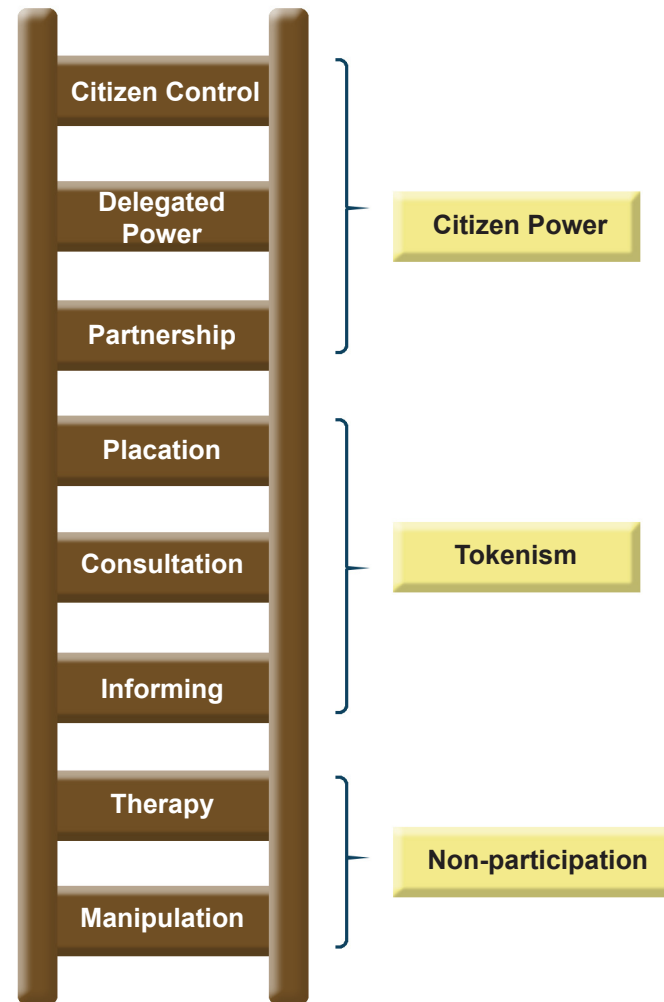 Citizen Control
Delegated
Power
Partnership
Placation
Consultation
Informing
Therapy
Manipulation
Citizen Power
Tokenism
Non-participation